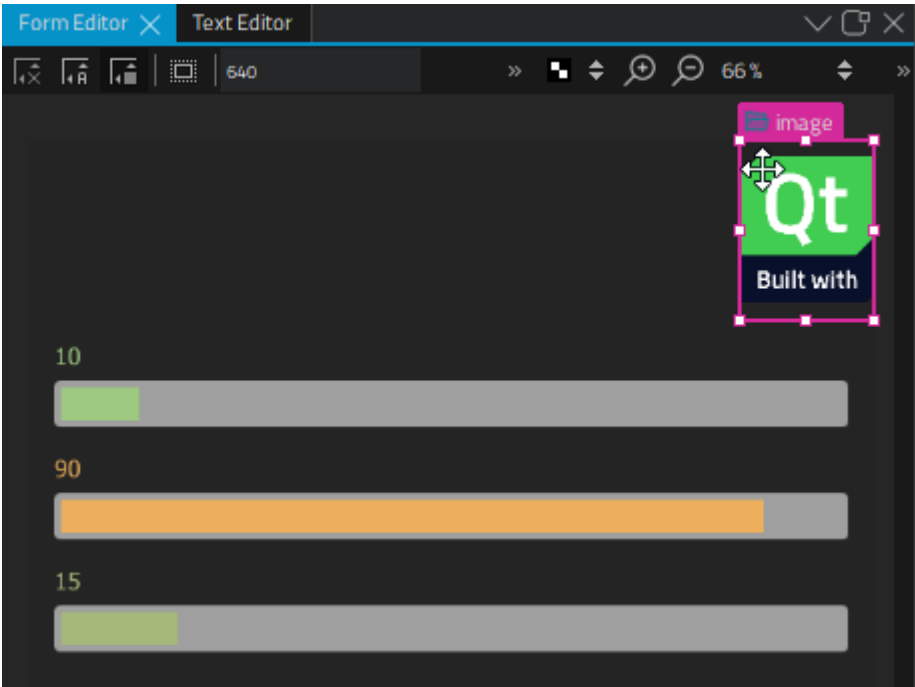 Form Editor Text Editor
640 » 66% »
image
Qt
Built with
10
90
15